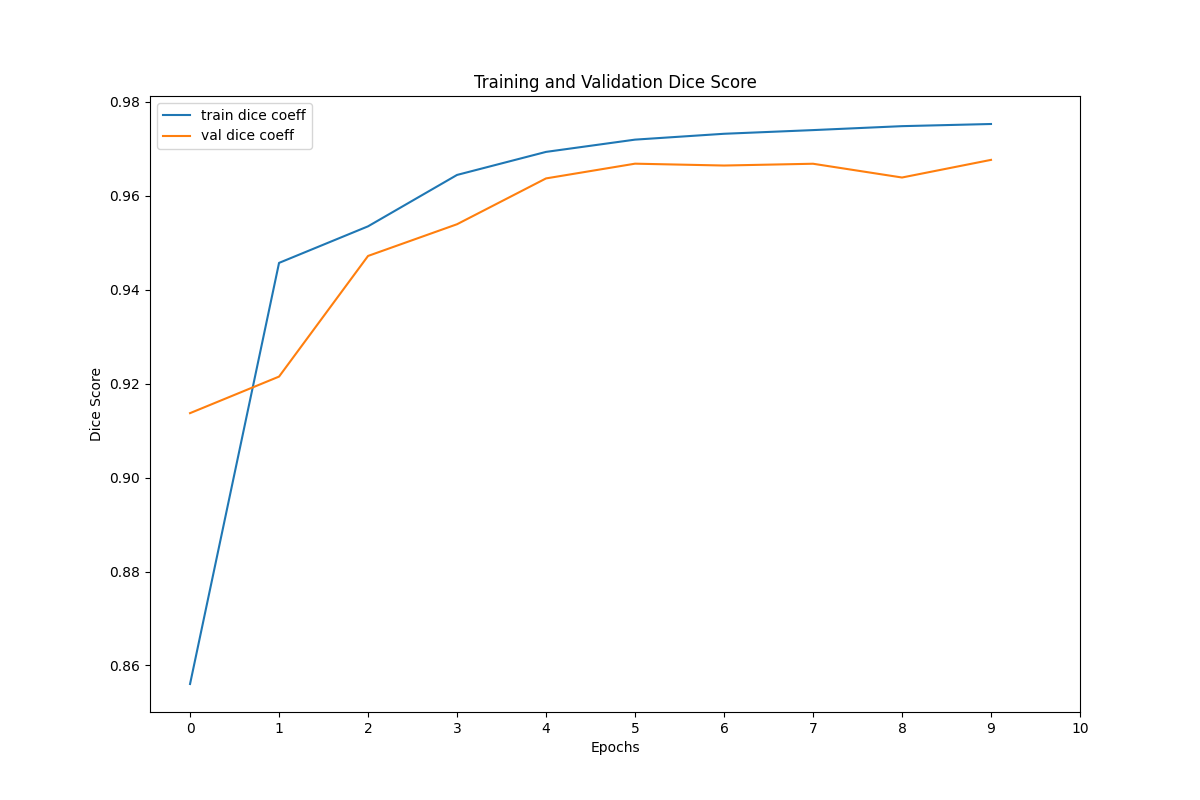 Training and Validation Dice Score
train dice coeff
val dice coeff
0.98
0.96
0.94
0.92
0.90
0.88
0.86
Dice Score
0 1 2 3 4 5 6 7 8 9 10
Epochs